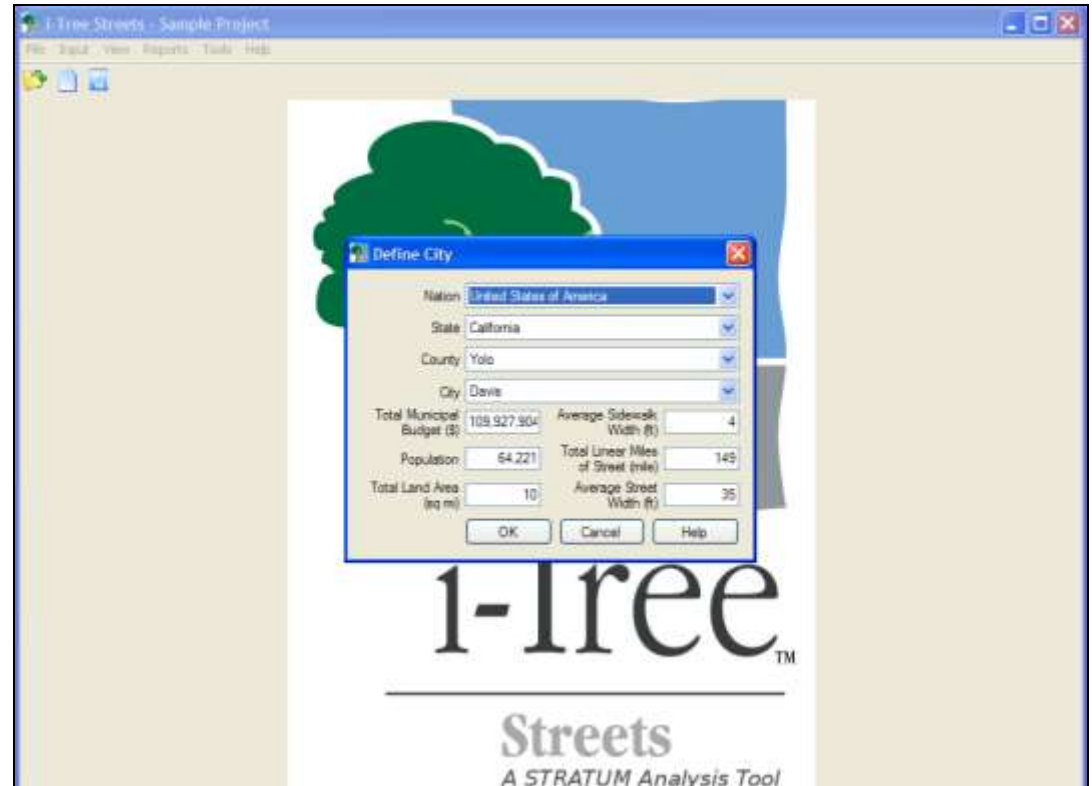 i-Tree Streets - Sample Project
File Input View Reports Tools Help
Define City
Nation United States of America
State California
County Yolo
City Davis
Total Municipal Budget ($) 109,927,904 Average Sidewalk Width (ft) 4
Population 64,221 Total Linear Miles of Street (mile) 149
Total Land Area (sq mi) 10 Average Street Width (ft) 35
OK Cancel Help
i-Tree TM
Streets
A STRATUM Analysis Tool